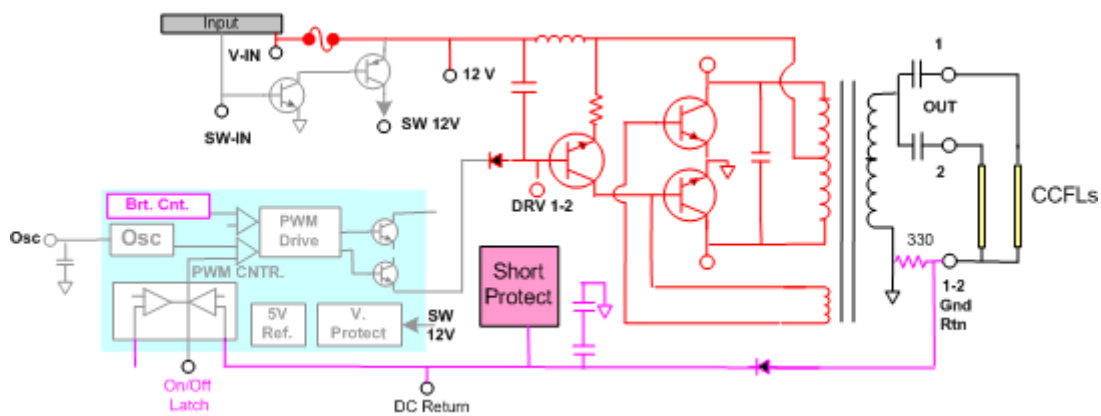 Input
V-IN
12 V
SW-IN
SW 12V
1
OUT
2
CCFLs
DRV 1-2
Brt. Cnt.
Osc
Osc
PWM
Drive
PWM CNTR.
330
Short
Protect
1-2
Gnd
Rtn
5V
Ref.
V.
Protect
SW
12V
On/Off
Latch
DC Return